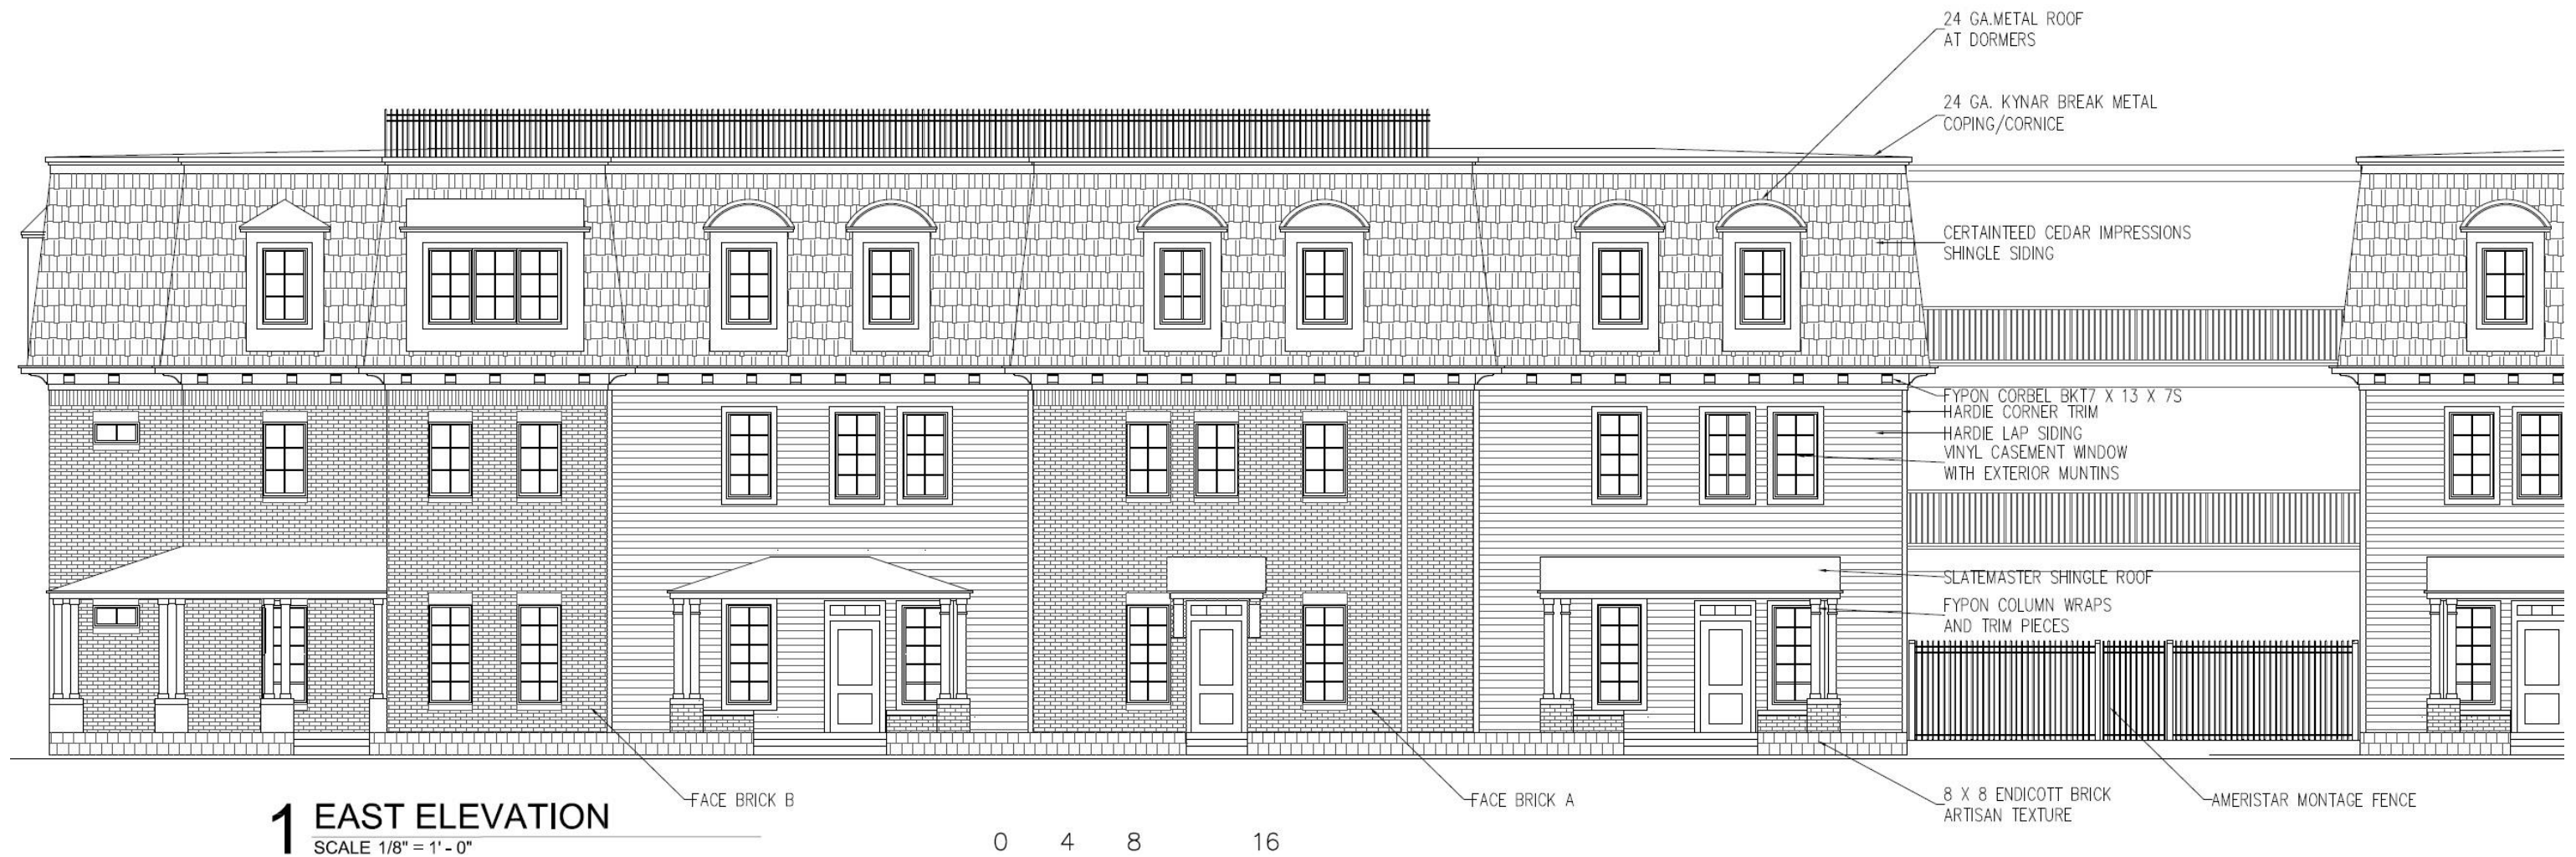 24 GA.METAL ROOF
AT DORMERS
24 GA. KYNAR BREAK METAL
COPING/CORNICE
CERTAINTEED CEDAR IMPRESSIONS
SHINGLE SIDING
FYPON CORBEL BKT7 X 13 X 7S
HARDIE CORNER TRIM
HARDIE LAP SIDING
VINYL CASEMENT WINDOW
WITH EXTERIOR MUNTINS
SLATEMASTER SHINGLE ROOF
FYPON COLUMN WRAPS
AND TRIM PIECES
FACE BRICK B
FACE BRICK A
8 X 8 ENDICOTT BRICK
ARTISAN TEXTURE
AMERISTAR MONTAGE FENCE
1 EAST ELEVATION
SCALE 1/8" = 1' - 0"
0 4 8 16